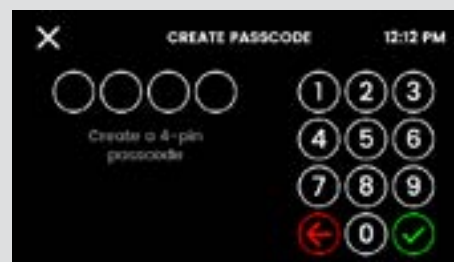 CREATE PASSCODE 12:12 PM
Create a 4-pin
passcode
1 2 3
4 5 6
7 8 9
0